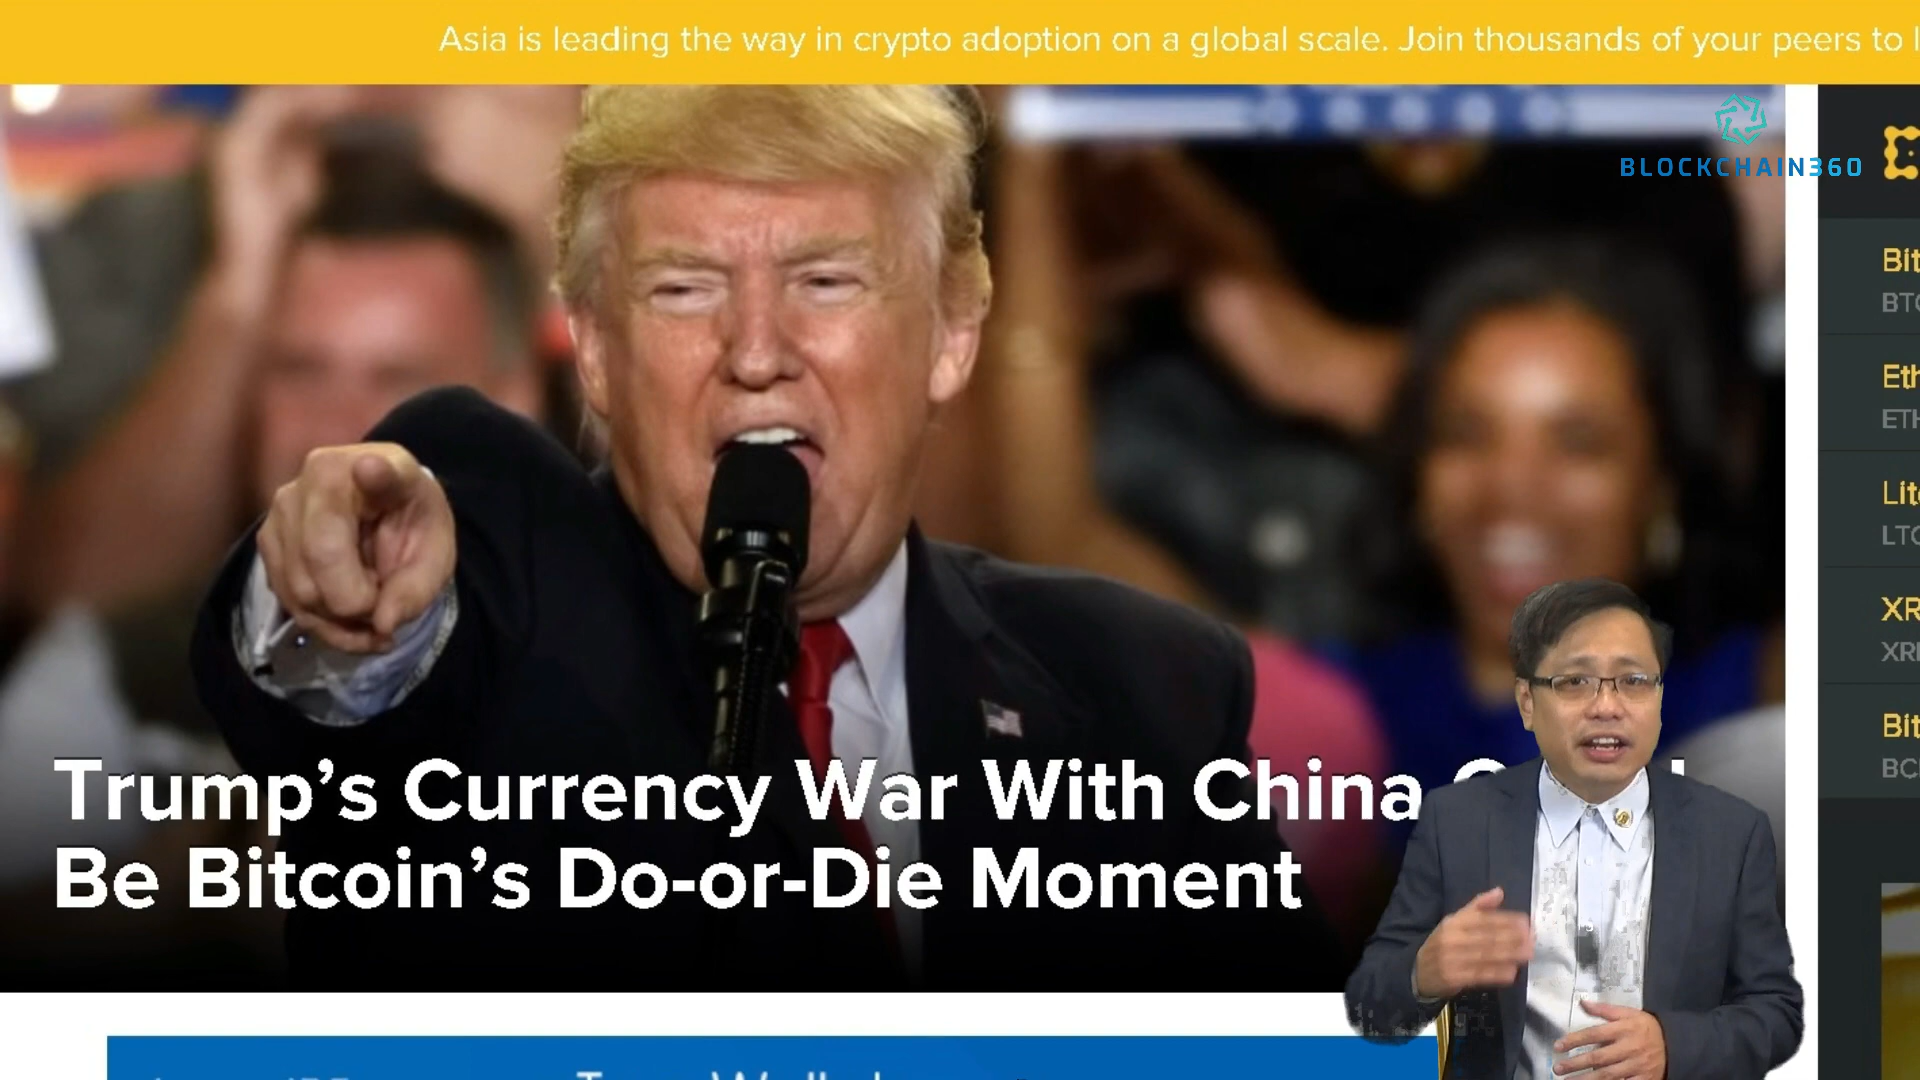 Asia is leading the way in crypto adoption on a global scale. Join thousands of your peers to
BLOCKCHAIN360
Bit
BTC
Eth
ETH
Lite
LTC
XR
XR
Bit
BC
Trump's Currency War With China
Be Bitcoin's Do-or-Die Moment